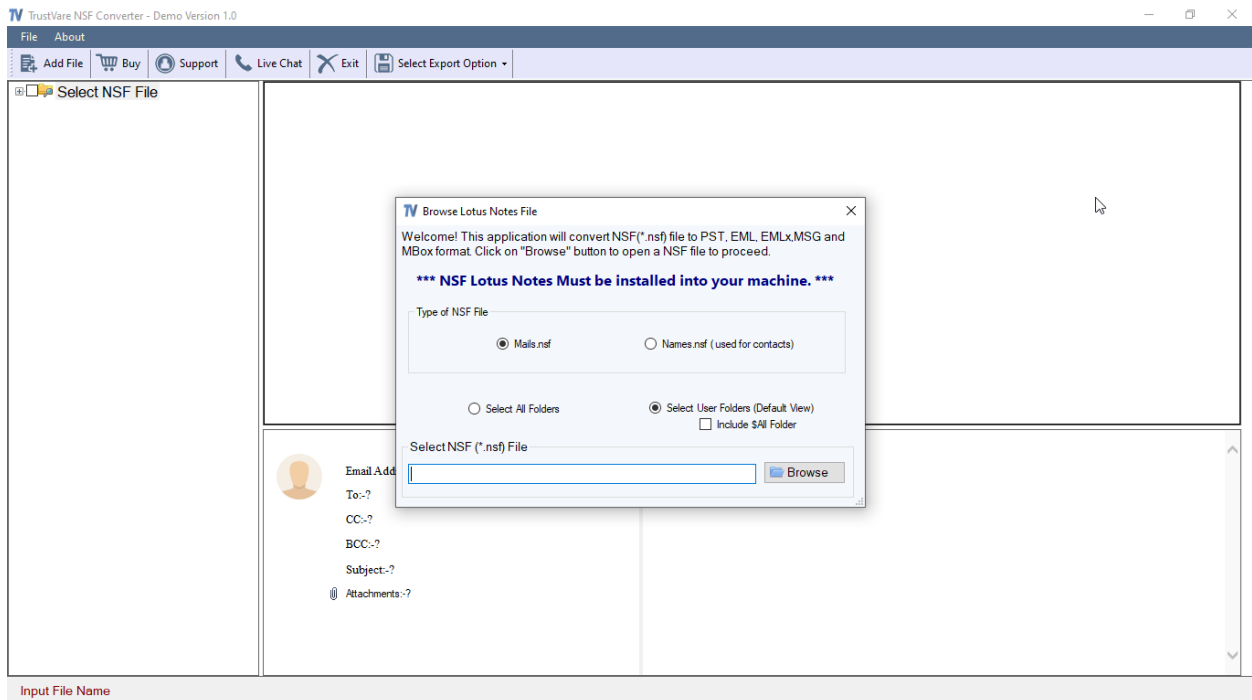 TrustVare NSF Converter - Demo Version 1.0
File About
Add File Buy Support Live Chat Exit Select Export Option
Select NSF File
Browse Lotus Notes File
Welcome! This application will convert NSF(*.nsf) file to PST, EML, EMLx,MSG and
MBox format. Click on "Browse" button to open a NSF file to proceed.
*** NSF Lotus Notes Must be installed into your machine. ***
Type of NSF File
Mails.nsf Names.nsf ( used for contacts)
Select All Folders Select User Folders (Default View)
Include $All Folder
Select NSF (*.nsf) File
Browse
Email Add
To:-?
CC:-?
BCC:-?
Subject:-?
Attachments:-?
Input File Name